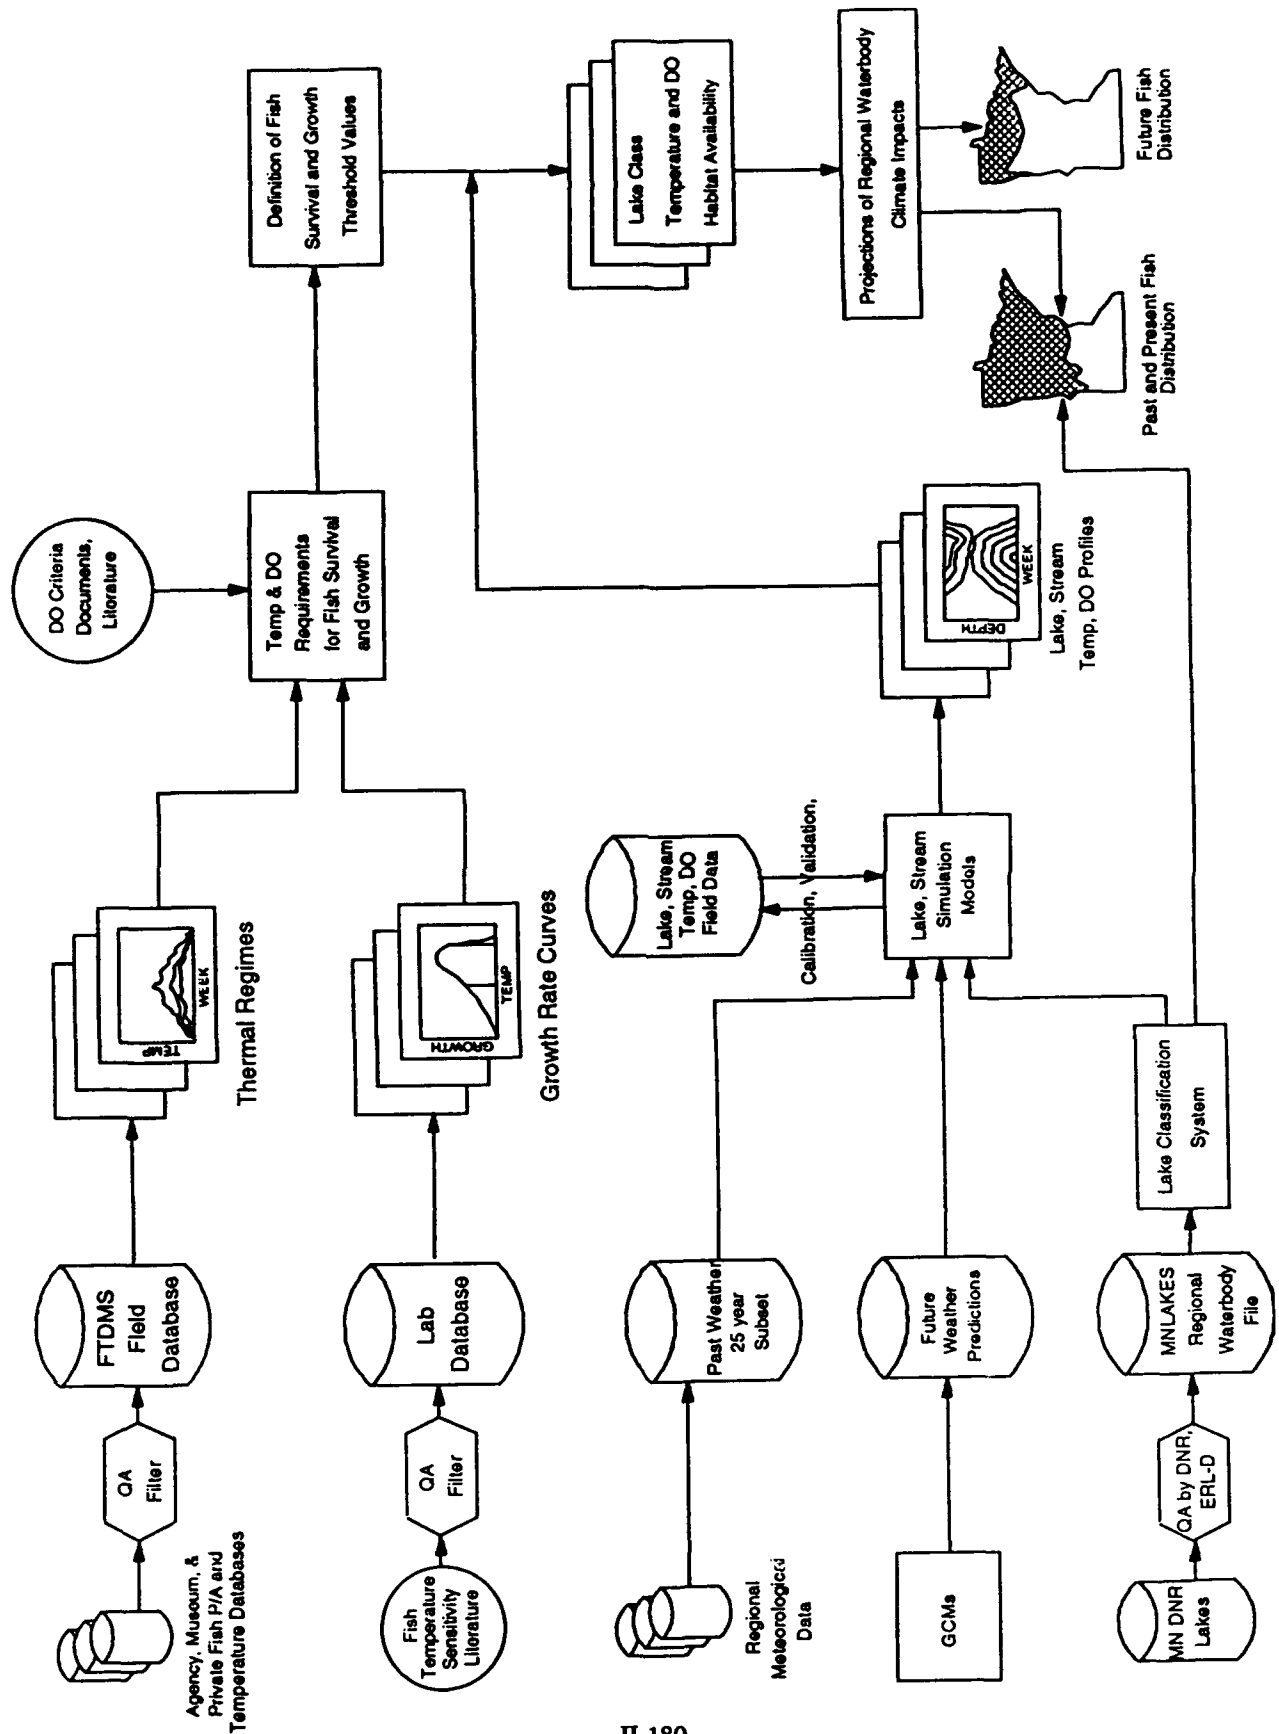 Agency, Museum, &
Private Fish P/A and
Temperature Databases
QA
Filter
FTDMS
Field
Database
TEMP
WEEK
Thermal Regimes
Fish
Temperature
Sensitivity
Literature
QA
Filter
Lab
Database
GROWTH
TEMP
Growth Rate Curves
DO Criteria
Documents,
Literature
Temp & DO
Requirements
for Fish Survival
and Growth
Definition of Fish
Survival and Growth
Threshold Values
Regional
Meteorological
Data
Past Weather
25 year
Subset
GCMs
Future
Weather
Predictions
MN DNR
Lakes
QA by DNR,
ERL-D
MNLAKES
Regional
Waterbody
File
Lake Classification
System
Lake, Stream
Temp, DO
Field Data
Calibration, Validation,
Lake, Stream
Simulation
Models
DEPTH
WEEK
Lake, Stream
Temp, DO Profiles
Lake Class
Temperature and DO
Habitat Availability
Projections of Regional Waterbody
Climate Impacts
Past and Present Fish
Distribution
Future Fish
Distribution
II-180